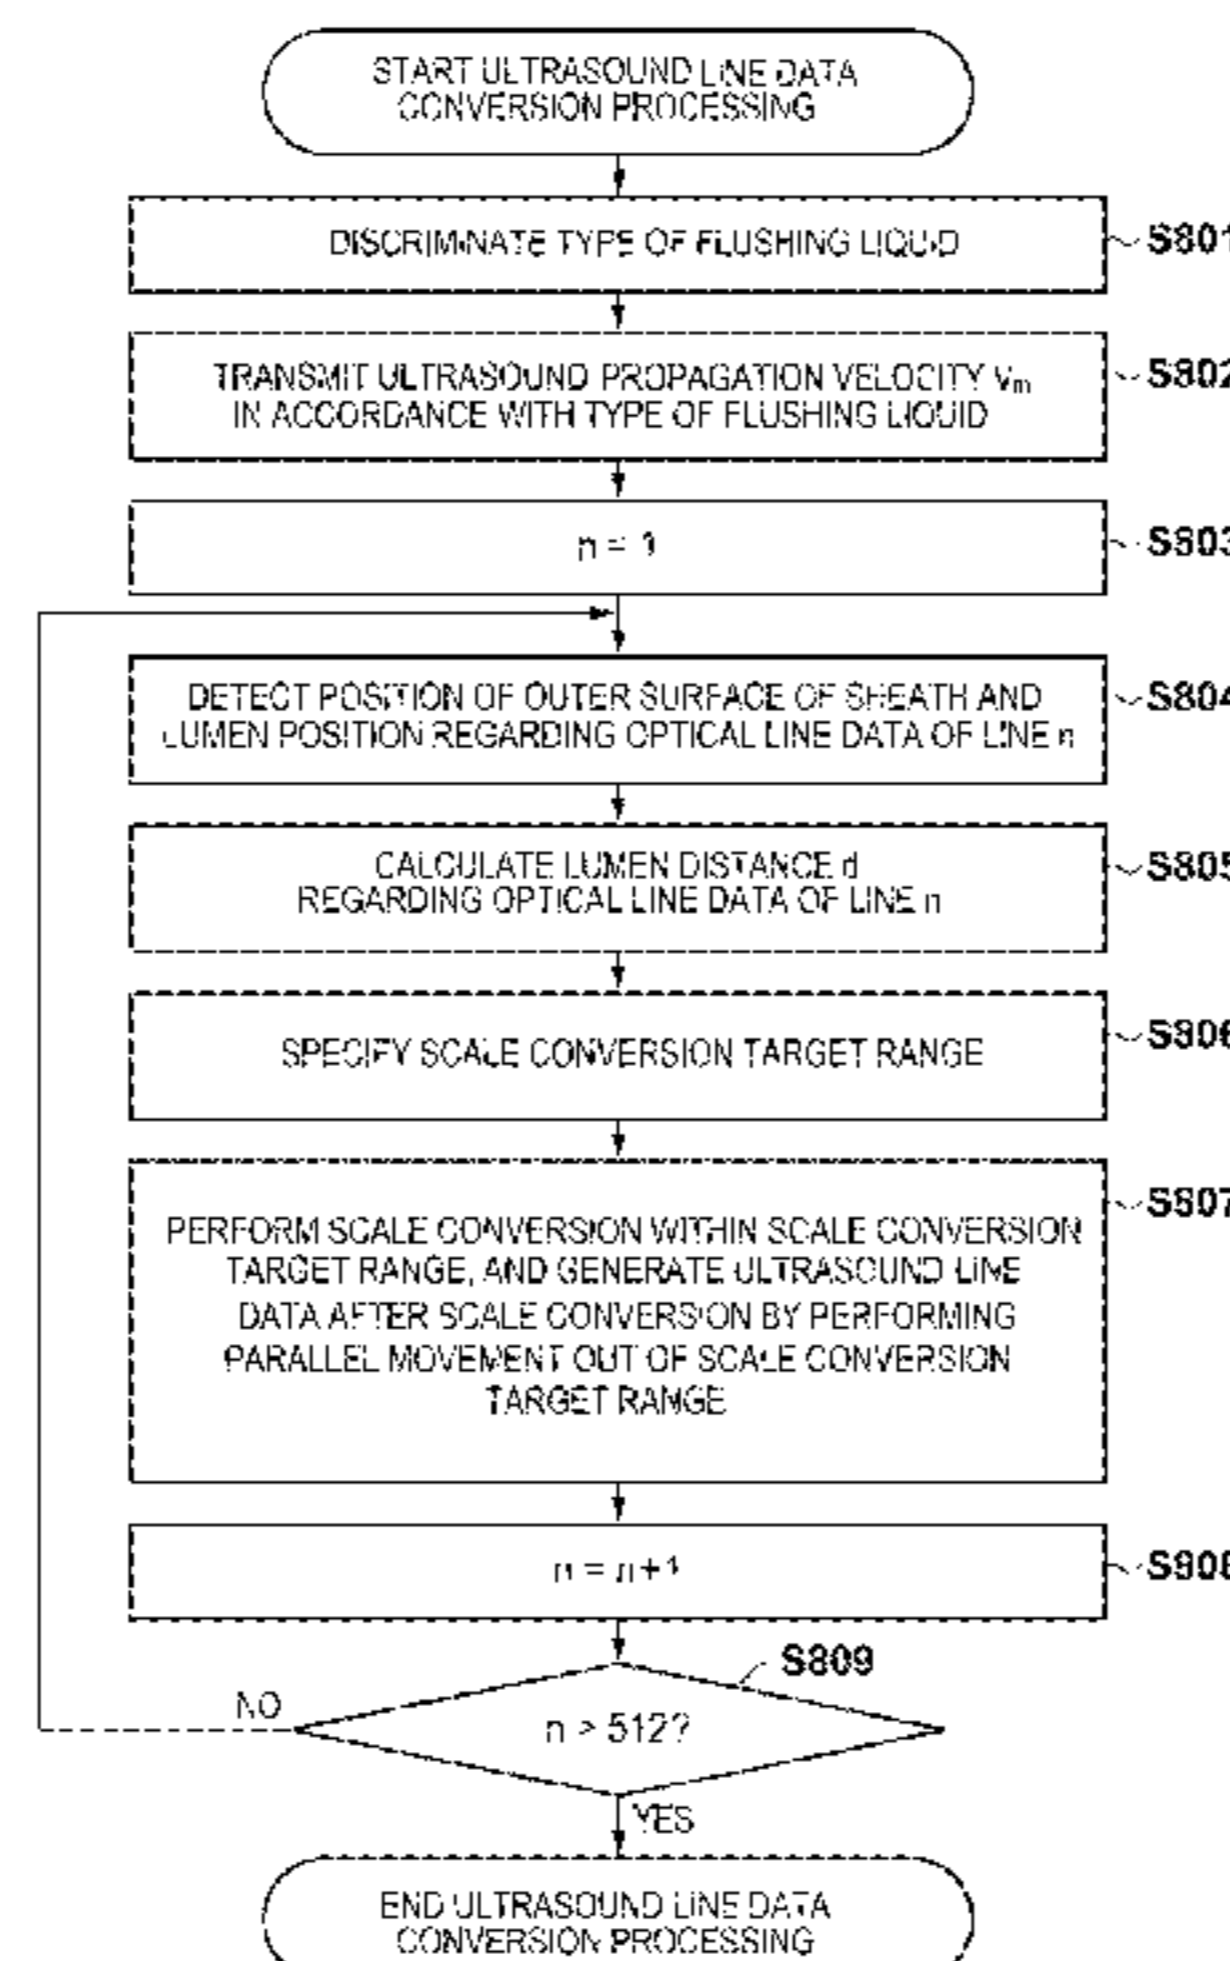 START ULTRASOUND LINE DATA
CONVERSION PROCESSING
DISCRIMINATE TYPE OF FLUSHING LIQUID
S801
TRANSMIT ULTRASOUND PROPAGATION VELOCITY Vm
IN ACCORDANCE WITH TYPE OF FLUSHING LIQUID
S802
n = 1
S803
DETECT POSITION OF OUTER SURFACE OF SHEATH AND
LUMEN POSITION REGARDING OPTICAL LINE DATA OF LINE n
S804
CALCULATE LUMEN DISTANCE d
REGARDING OPTICAL LINE DATA OF LINE n
S805
SPECIFY SCALE CONVERSION TARGET RANGE
S806
PERFORM SCALE CONVERSION WITHIN SCALE CONVERSION
TARGET RANGE, AND GENERATE ULTRASOUND LINE
DATA AFTER SCALE CONVERSION BY PERFORMING
PARALLEL MOVEMENT OUT OF SCALE CONVERSION
TARGET RANGE
S807
n = n+1
S808
S809
NO
n > 512?
YES
END ULTRASOUND LINE DATA
CONVERSION PROCESSING